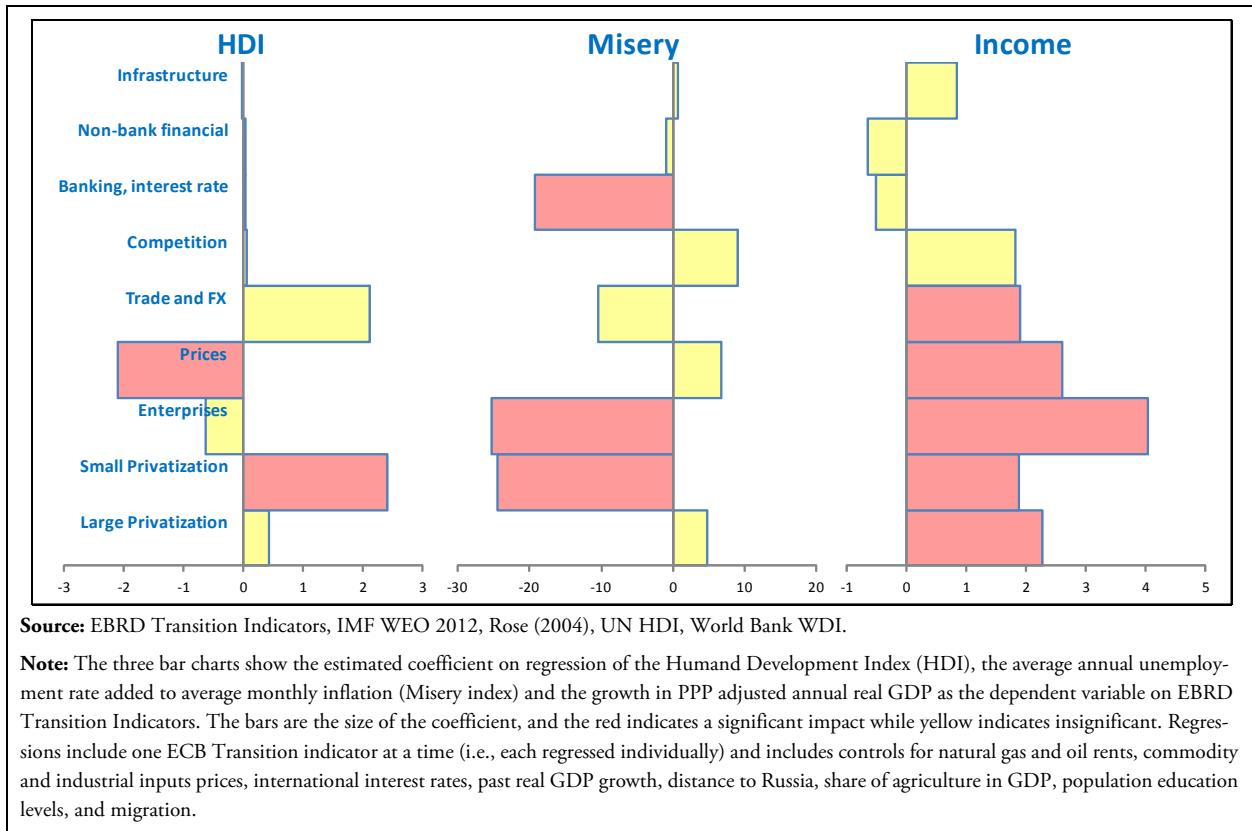 HDI
Misery
Income
Infrastructure
Non-bank financial
Banking, interest rate
Competition
Trade and FX
Prices
Enterprises
Small Privatization
Large Privatization
-3 -2 -1 0 1 2 3
-30 -20 -10 0 10 20
-1 0 1 2 3 4 5
Source: EBRD Transition Indicators, IMF WEO 2012, Rose (2004), UN HDI, World Bank WDI.
Note: The three bar charts show the estimated coefficient on regression of the Humand Development Index (HDI), the average annual unemploy-
ment rate added to average monthly inflation (Misery index) and the growth in PPP adjusted annual real GDP as the dependent variable on EBRD
Transition Indicators. The bars are the size of the coefficient, and the red indicates a significant impact while yellow indicates insignificant. Regres-
sions include one ECB Transition indicator at a time (i.e., each regressed individually) and includes controls for natural gas and oil rents, commodity
and industrial inputs prices, international interest rates, past real GDP growth, distance to Russia, share of agriculture in GDP, population education
levels, and migration.